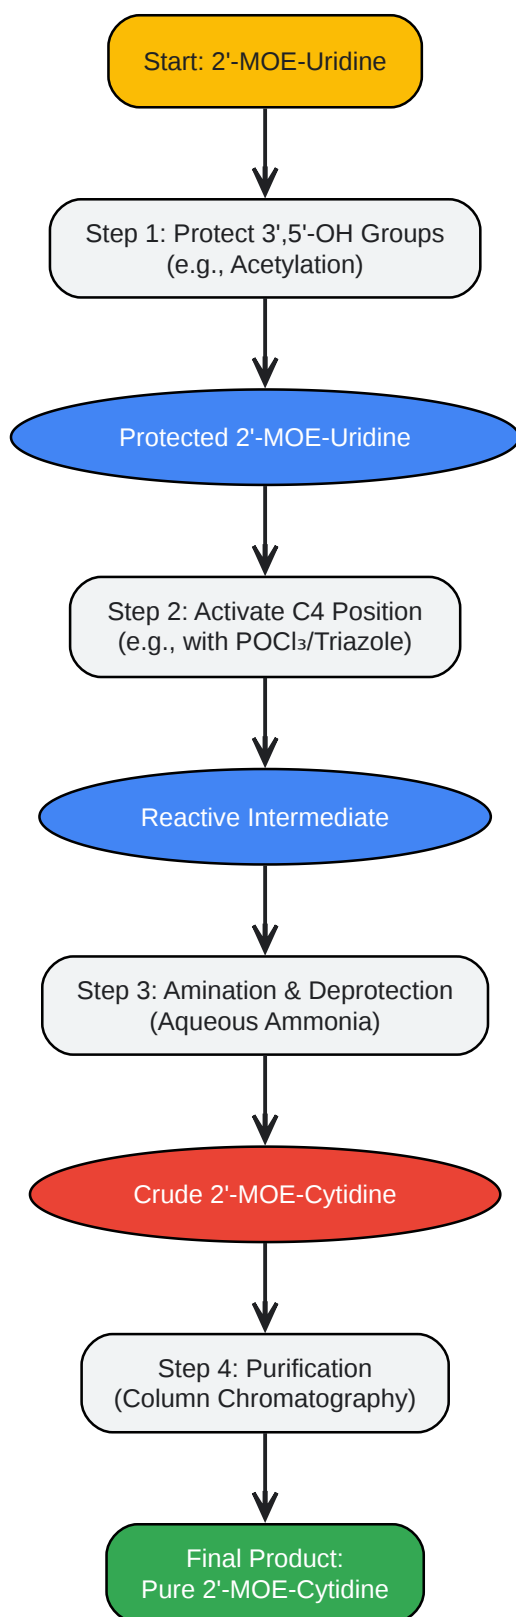 Start: 2'-MOE-Uridine
Step 1: Protect 3',5'-OH Groups
(e.g., Acetylation)
Protected 2'-MOE-Uridine
Step 2: Activate C4 Position
(e.g., with POCl₃/Triazole)
Reactive Intermediate
Step 3: Amination & Deprotection
(Aqueous Ammonia)
Crude 2'-MOE-Cytidine
Step 4: Purification
(Column Chromatography)
Final Product:
Pure 2'-MOE-Cytidine